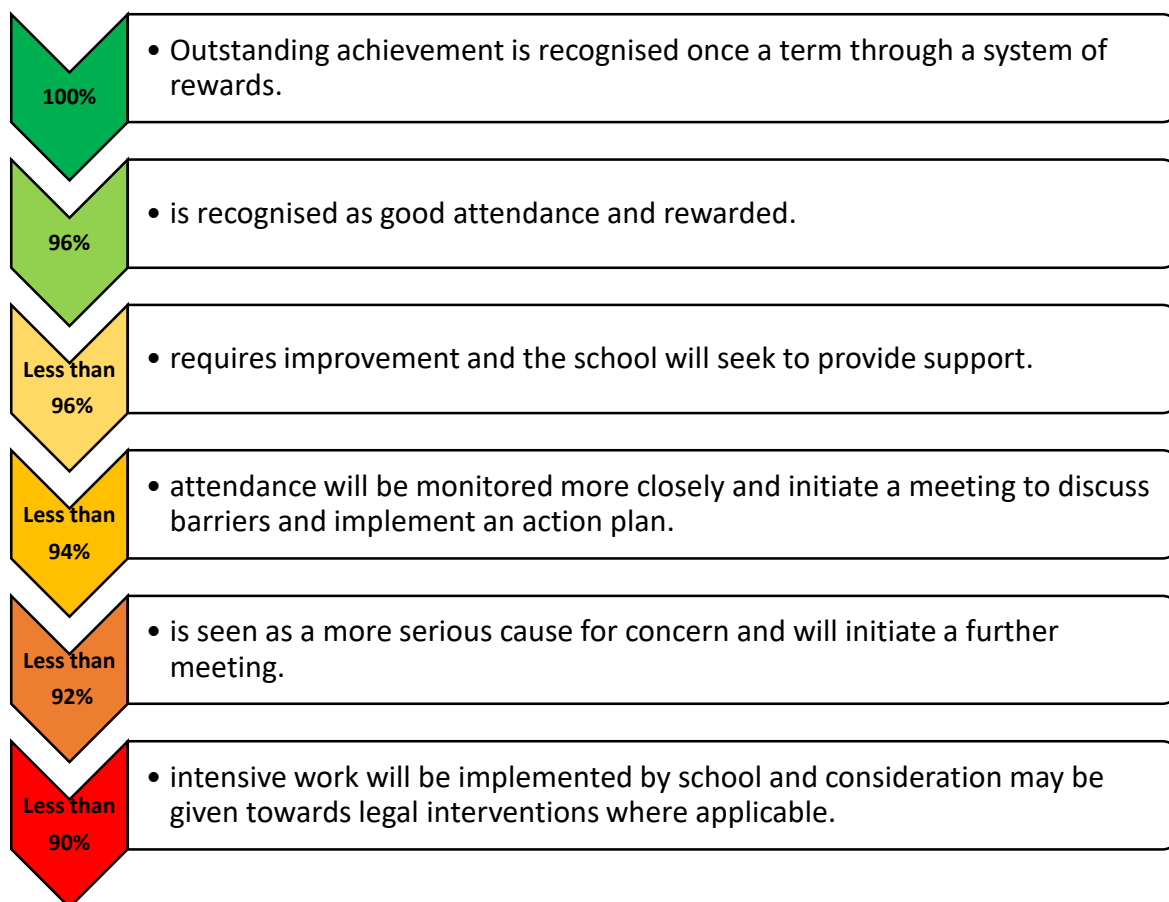 100%
• Outstanding achievement is recognised once a term through a system of
rewards.
96%
• is recognised as good attendance and rewarded.
Less than
96%
• requires improvement and the school will seek to provide support.
Less than
94%
• attendance will be monitored more closely and initiate a meeting to discuss
barriers and implement an action plan.
Less than
92%
• is seen as a more serious cause for concern and will initiate a further
meeting.
Less than
90%
• intensive work will be implemented by school and consideration may be
given towards legal interventions where applicable.